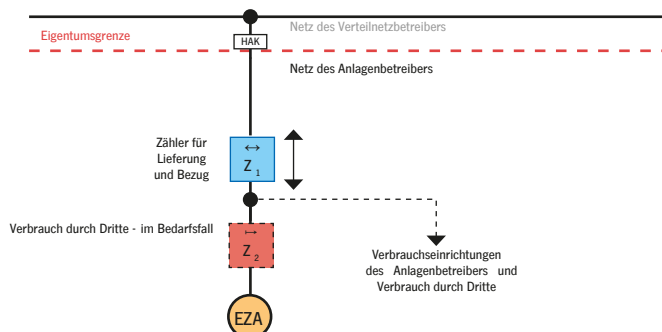 Netz des Verteilnetzbetreibers
Eigentumsgrenze
HAK
Netz des Anlagenbetreibers
Zähler für
Lieferung
und Bezug
↔
Z 1
Verbrauch durch Dritte - im Bedarfsfall
↔
Z 2
Verbrauchseinrichtungen
des Anlagenbetreibers und
Verbrauch durch Dritte
EZA